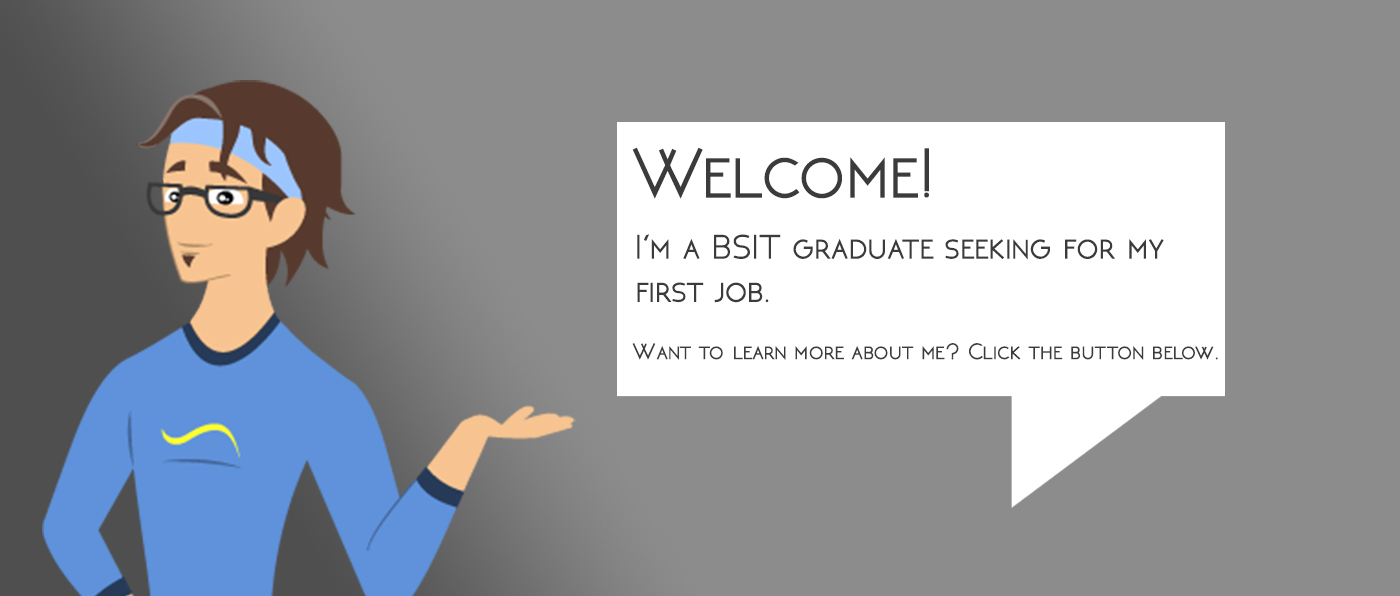 Welcome!
I'm a BSIT graduate seeking for my
first job.
Want to learn more about me? Click the button below.